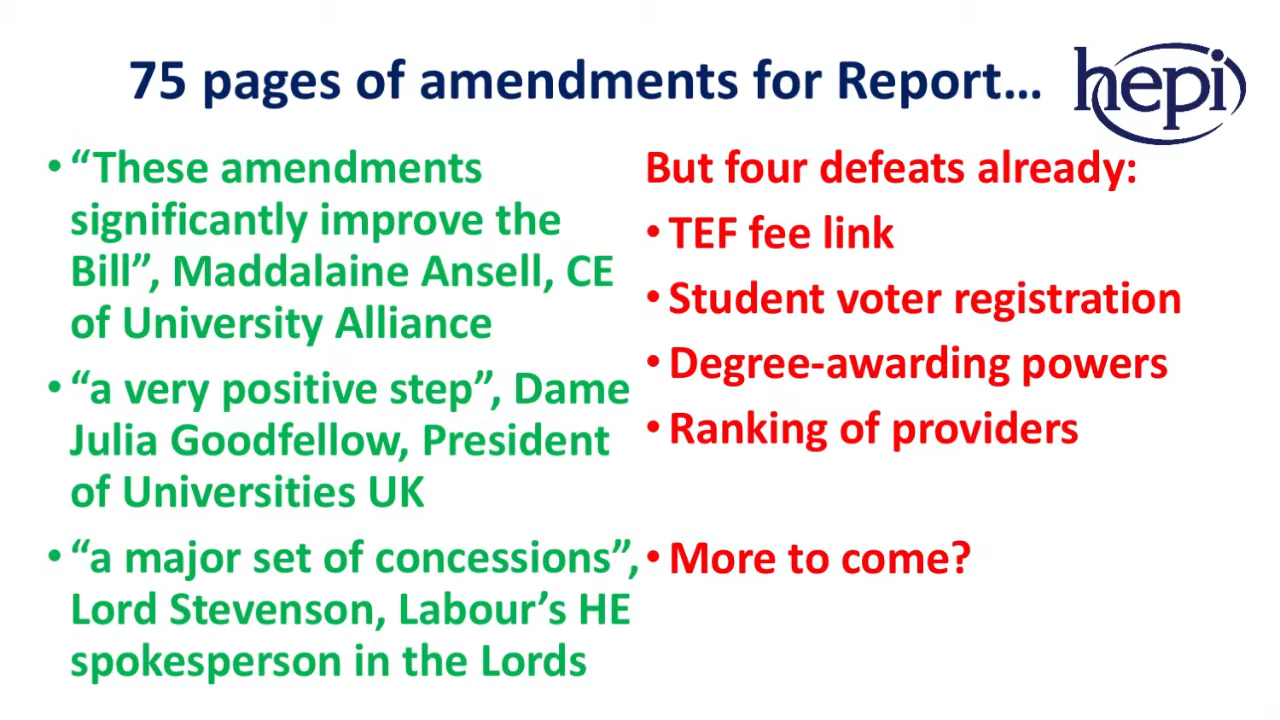 75 pages of amendments for Report...
hepi
• “These amendments
significantly improve the
Bill”, Maddalaine Ansell, CE
of University Alliance
• “a very positive step”, Dame
Julia Goodfellow, President
of Universities UK
• “a major set of concessions”,
Lord Stevenson, Labour’s HE
spokesperson in the Lords
But four defeats already:
• TEF fee link
• Student voter registration
• Degree-awarding powers
• Ranking of providers
• More to come?